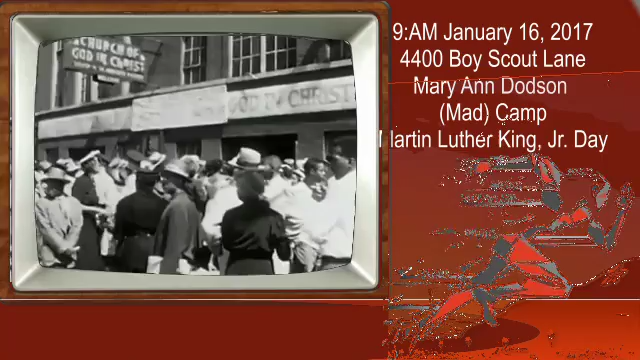 CHURCH OF
GOD IN CHRIST
GOD IN CHRIST
9:AM January 16, 2017
4400 Boy Scout Lane
Mary Ann Dodson
(Mad) Camp
Martin Luther King, Jr. Day